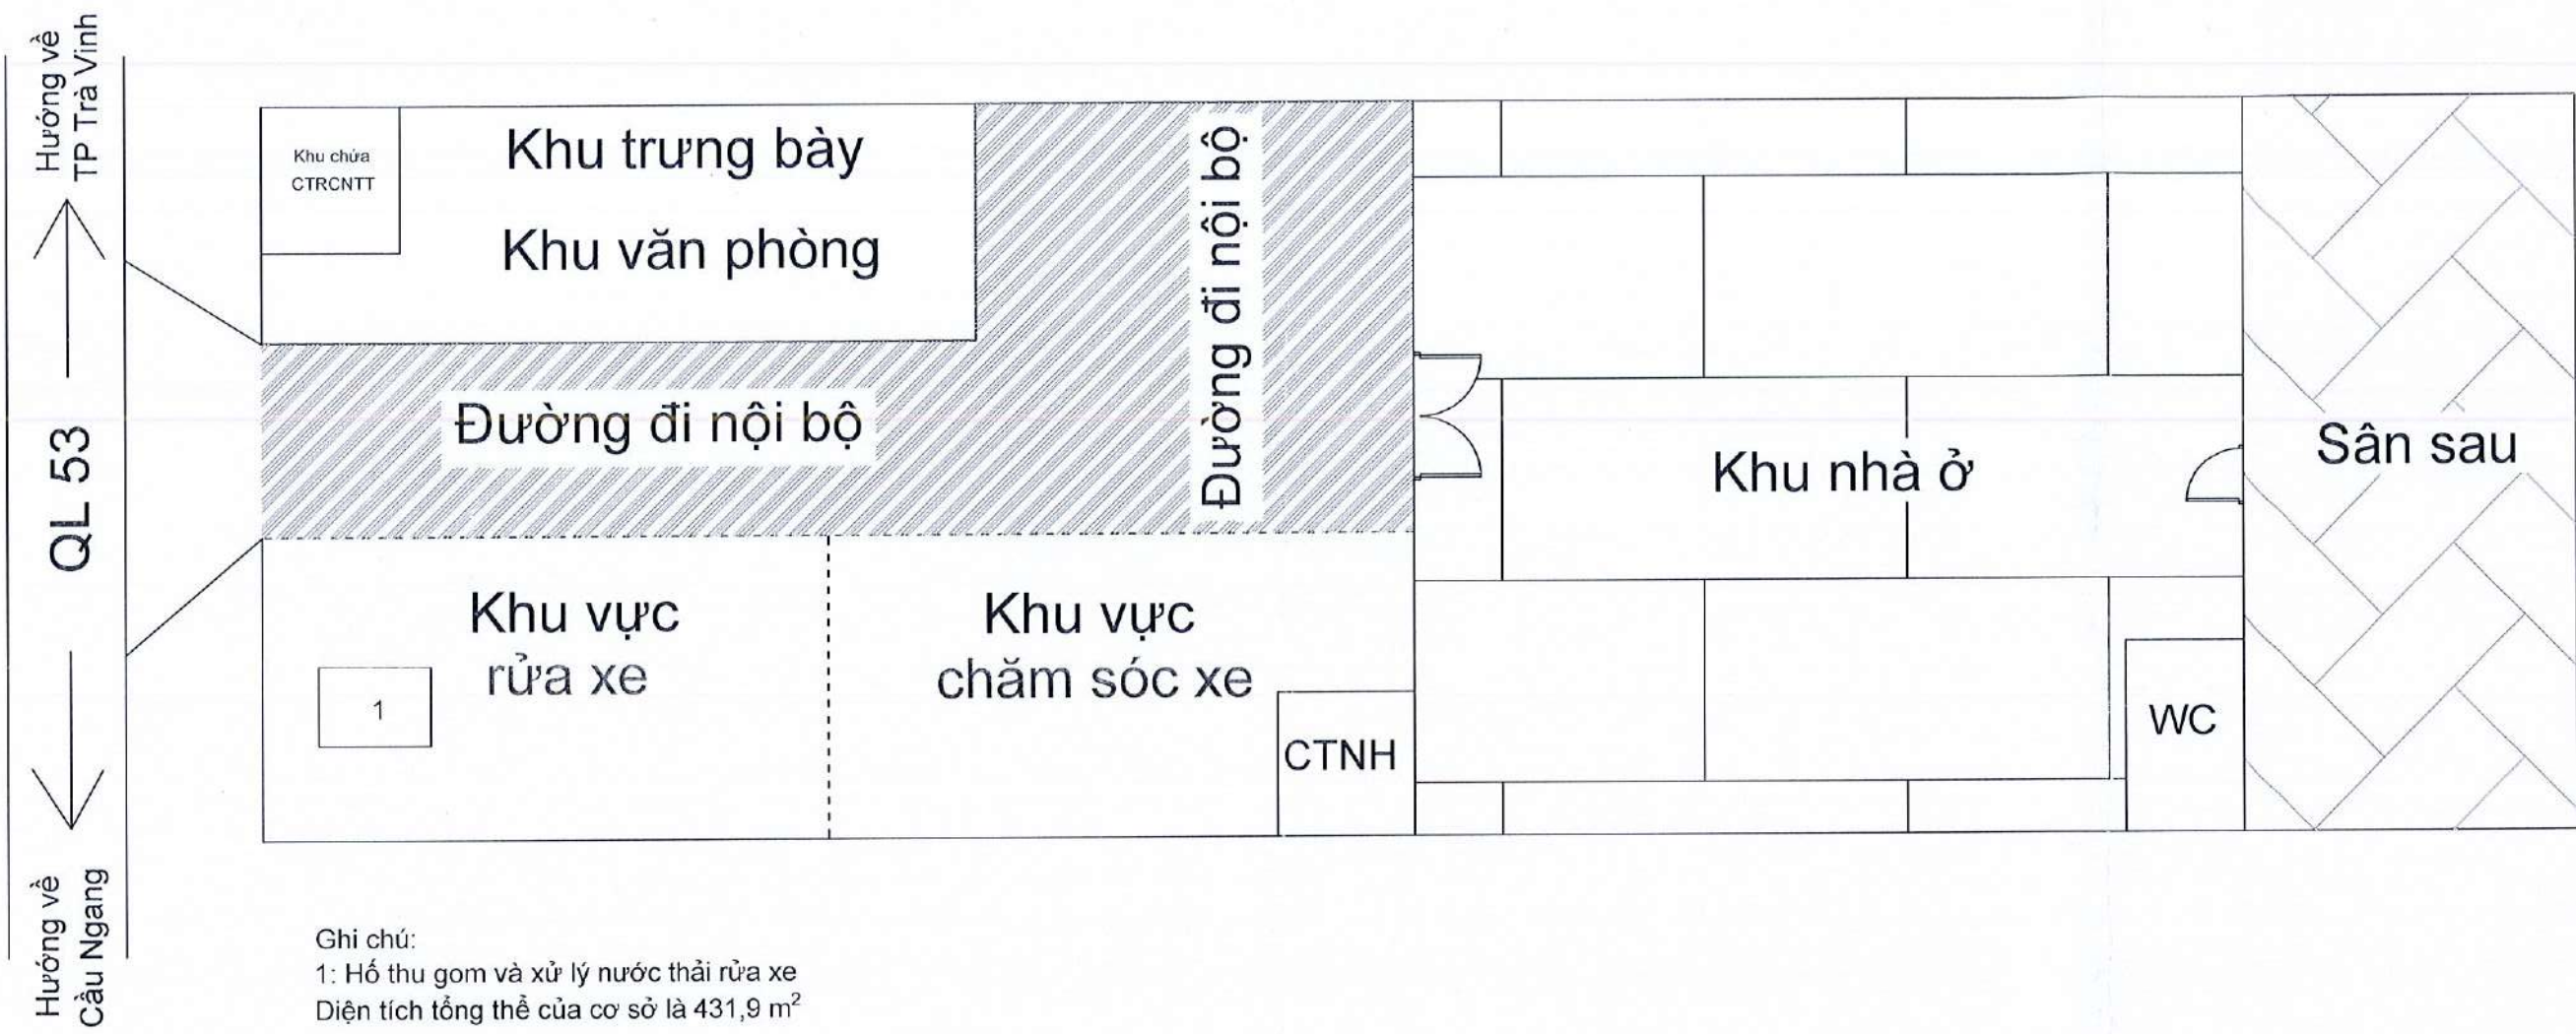 Hướng về
TP Trà Vinh
QL 53
Hướng về
Cầu Ngang
Khu chứa
CTRCNTT
Khu trưng bày
Khu văn phòng
Đường đi nội bộ
Đường đi nội bộ
Khu vực
rửa xe
1
Khu vực
chăm sóc xe
CTNH
Khu nhà ở
WC
Sân sau
Ghi chú:
1: Hố thu gom và xử lý nước thải rửa xe
Diện tích tổng thể của cơ sở là 431,9 m²